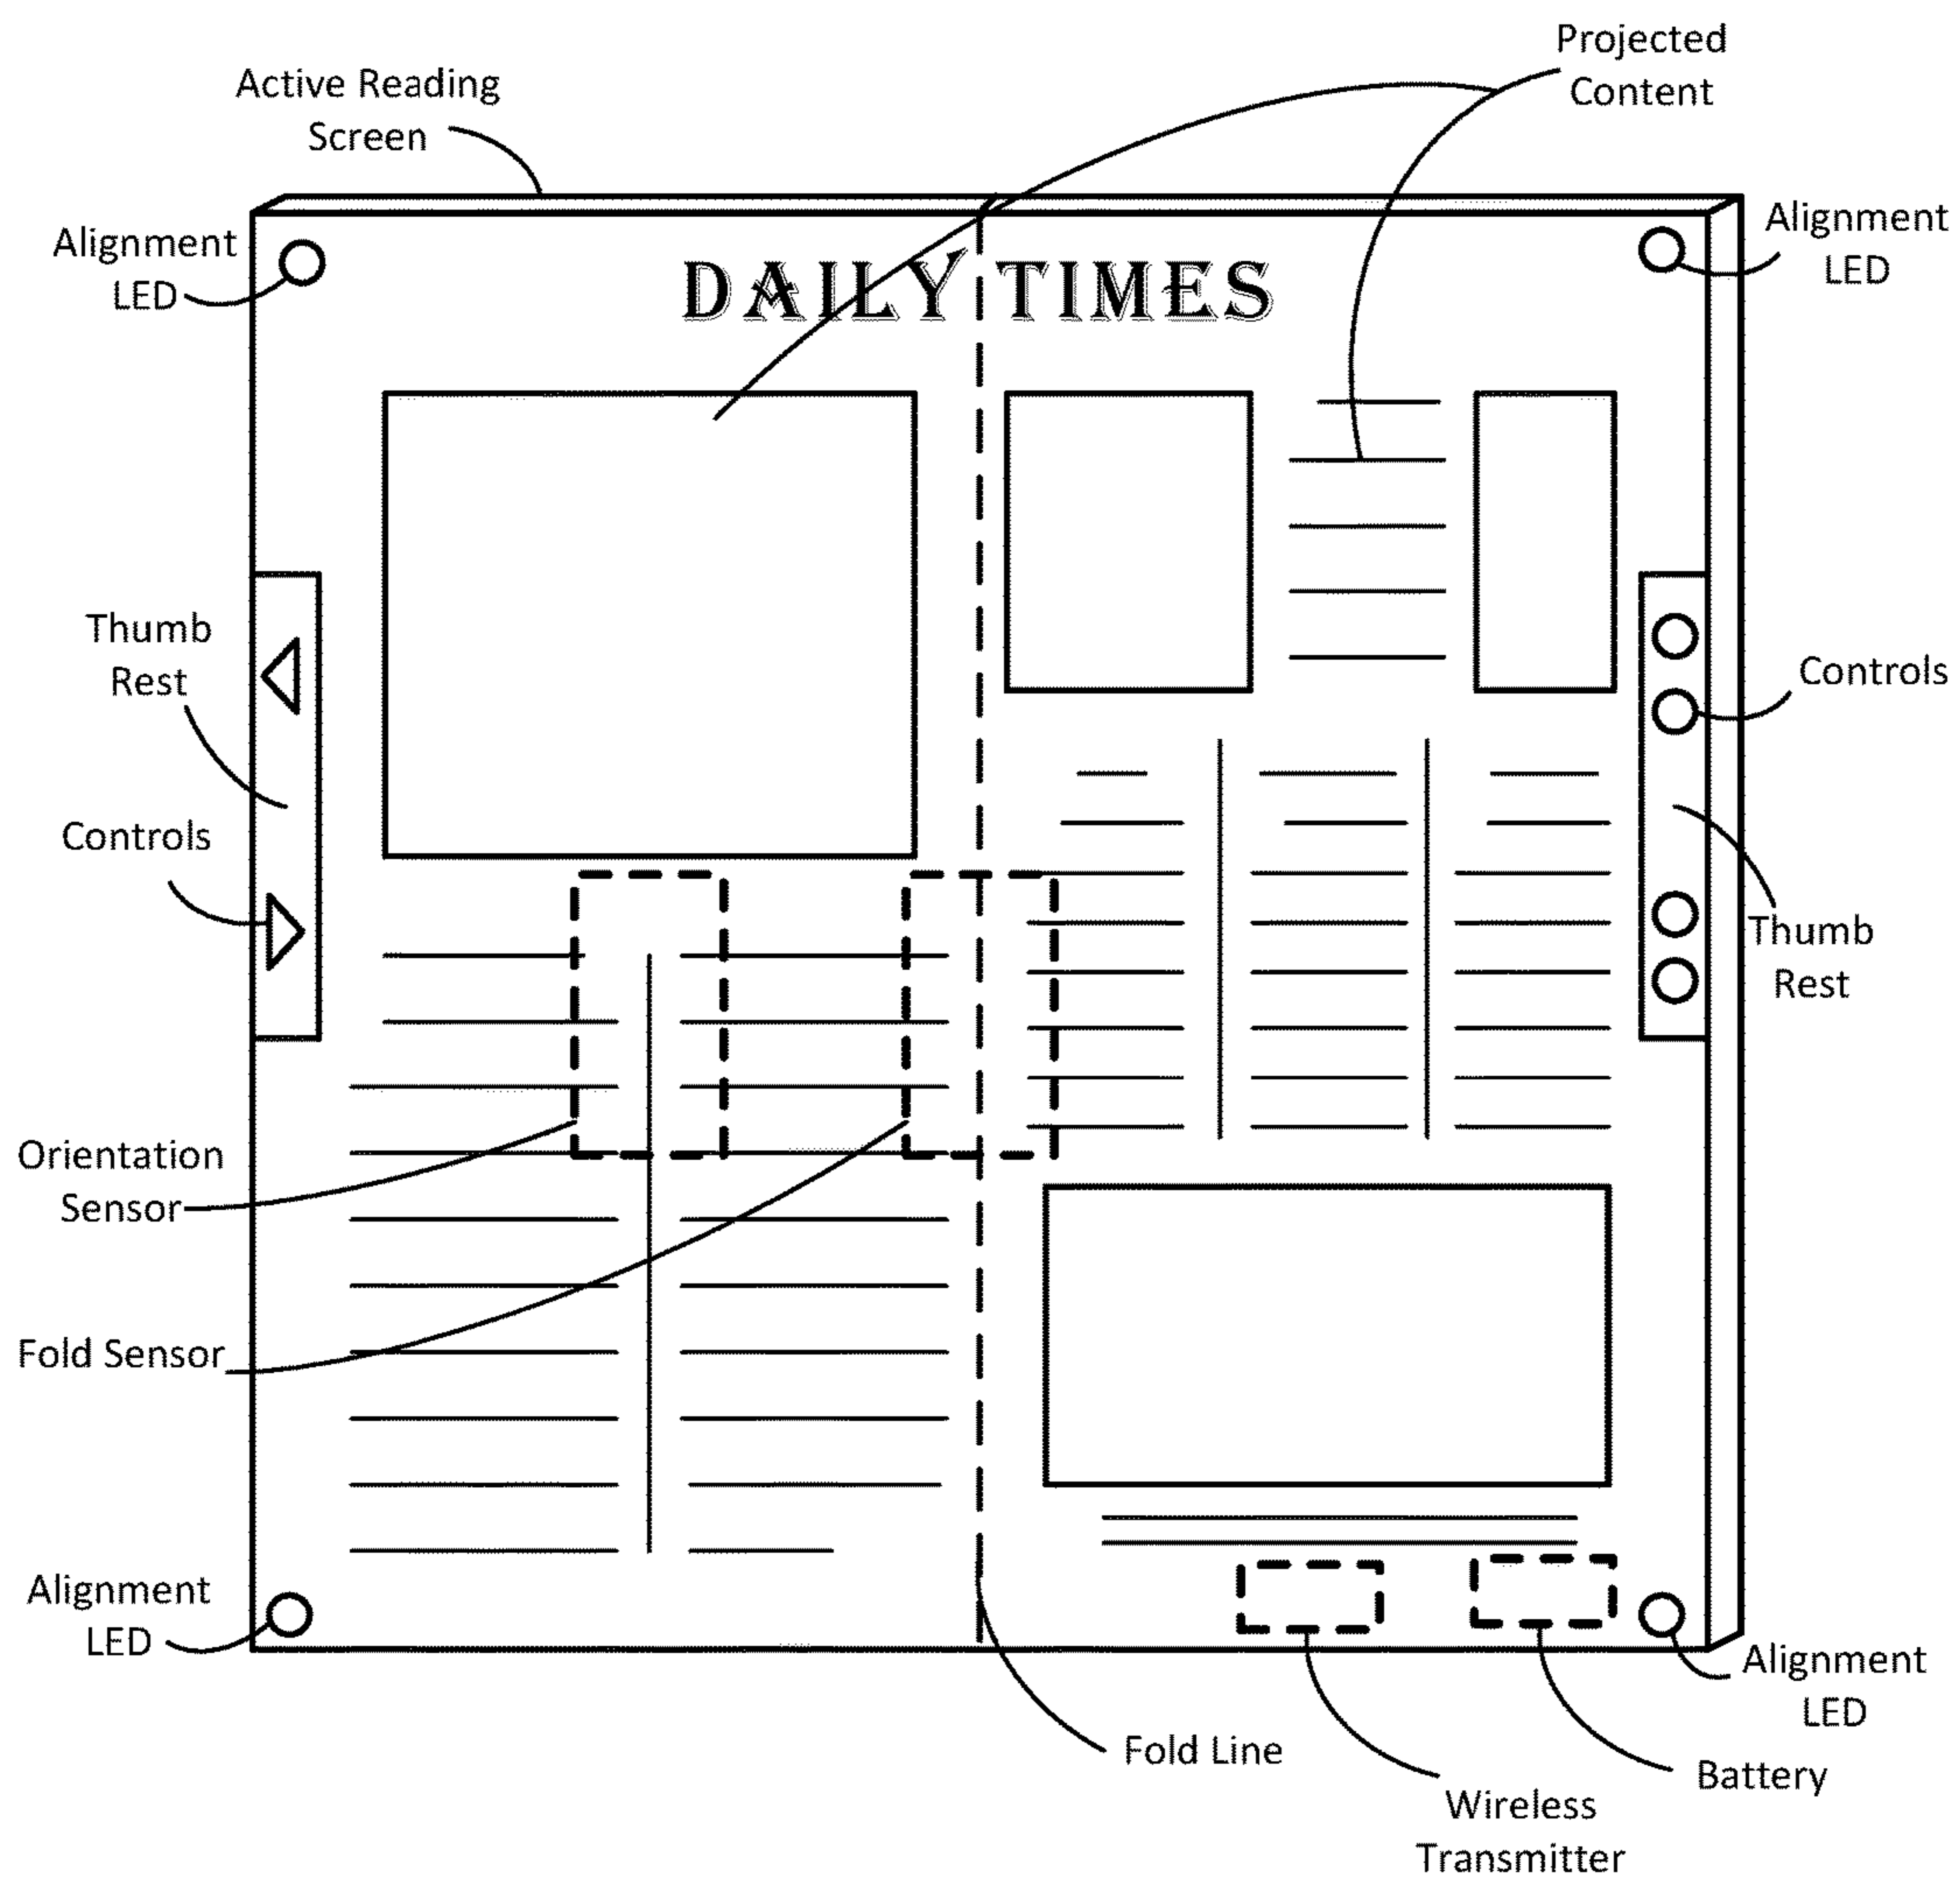 Projected
Content
Active Reading
Screen
Alignment
LED
Alignment
LED
DAILY TIMES
Thumb
Rest
Controls
Controls
Thumb
Rest
Orientation
Sensor
Fold Sensor
Alignment
LED
Alignment
LED
Fold Line
Battery
Wireless
Transmitter